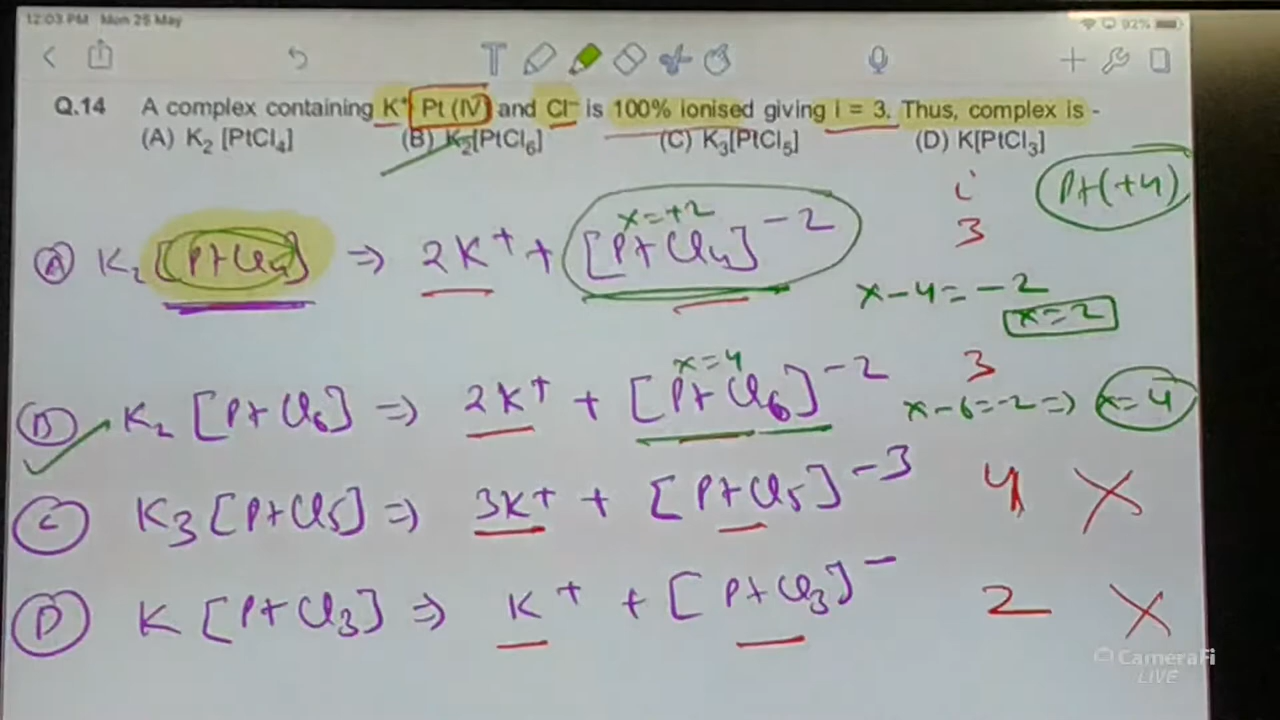 12:03 PM Mon 25 May
92%
T
Q.14 A complex containing K⁺ Pt (IV) and Cl⁻ is 100% ionised giving i = 3. Thus, complex is -
(A) K₂ [PtCl₄] (B) K₂[PtCl₆] (C) K₃[PtCl₅] (D) K[PtCl₃]
i Pt(+4)
x=+2
(A) K₂ [PtCl₄] ⇒ 2K⁺ + [PtCl₄]⁻² 3
x-4=-2
x=2
x=4
(B) K₂ [PtCl₆] ⇒ 2K⁺ + [PtCl₆]⁻² 3
x-6=-2 ⇒ x=4
(C) K₃ [PtCl₅] ⇒ 3K⁺ + [PtCl₅]⁻³ 4 X
(D) K [PtCl₃] ⇒ K⁺ + [PtCl₃]⁻ 2 X
CameraFi
LIVE